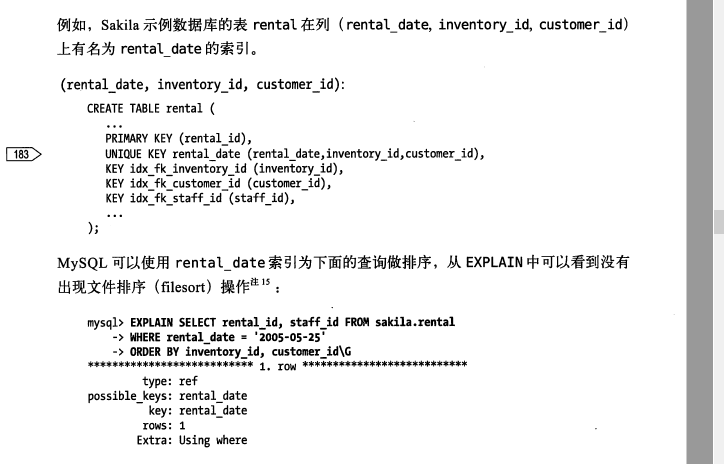 例如，Sakila 示例数据库的表 rental 在列（rental_date, inventory_id, customer_id）
上有名为 rental_date 的索引。
(rental_date, inventory_id, customer_id):
CREATE TABLE rental (
...
PRIMARY KEY (rental_id),
183
UNIQUE KEY rental_date (rental_date,inventory_id,customer_id),
KEY idx_fk_inventory_id (inventory_id),
KEY idx_fk_customer_id (customer_id),
KEY idx_fk_staff_id (staff_id),
...
);
MySQL 可以使用 rental_date 索引为下面的查询做排序，从 EXPLAIN 中可以看到没有
出现文件排序（filesort）操作注15：
mysql> EXPLAIN SELECT rental_id, staff_id FROM sakila.rental
-> WHERE rental_date = '2005-05-25'
-> ORDER BY inventory_id, customer_id\G
*************************** 1. row ***************************
type: ref
possible_keys: rental_date
key: rental_date
rows: 1
Extra: Using where